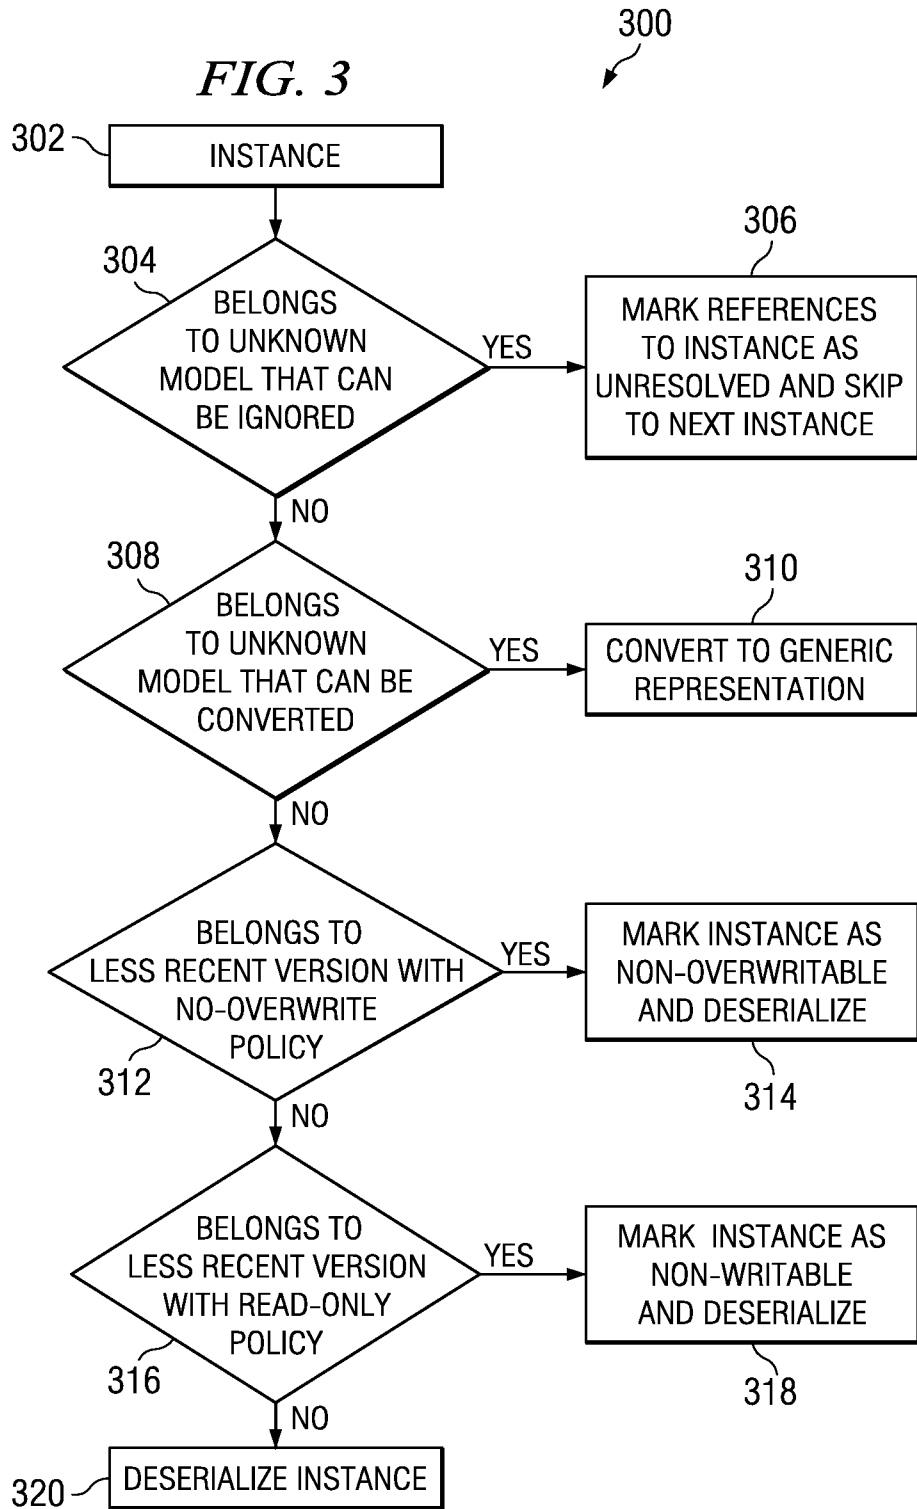 300
FIG. 3
302
INSTANCE
304
BELONGS
TO UNKNOWN
MODEL THAT CAN
BE IGNORED
YES
306
MARK REFERENCES
TO INSTANCE AS
UNRESOLVED AND SKIP
TO NEXT INSTANCE
NO
308
BELONGS
TO UNKNOWN
MODEL THAT CAN BE
CONVERTED
YES
310
CONVERT TO GENERIC
REPRESENTATION
NO
BELONGS TO
LESS RECENT VERSION WITH
NO-OVERWRITE
POLICY
312
YES
MARK INSTANCE AS
NON-OVERWRITABLE
AND DESERIALIZE
314
NO
BELONGS TO
LESS RECENT VERSION
WITH READ-ONLY
POLICY
316
YES
MARK INSTANCE AS
NON-WRITABLE
AND DESERIALIZE
318
NO
320
DESERIALIZE INSTANCE